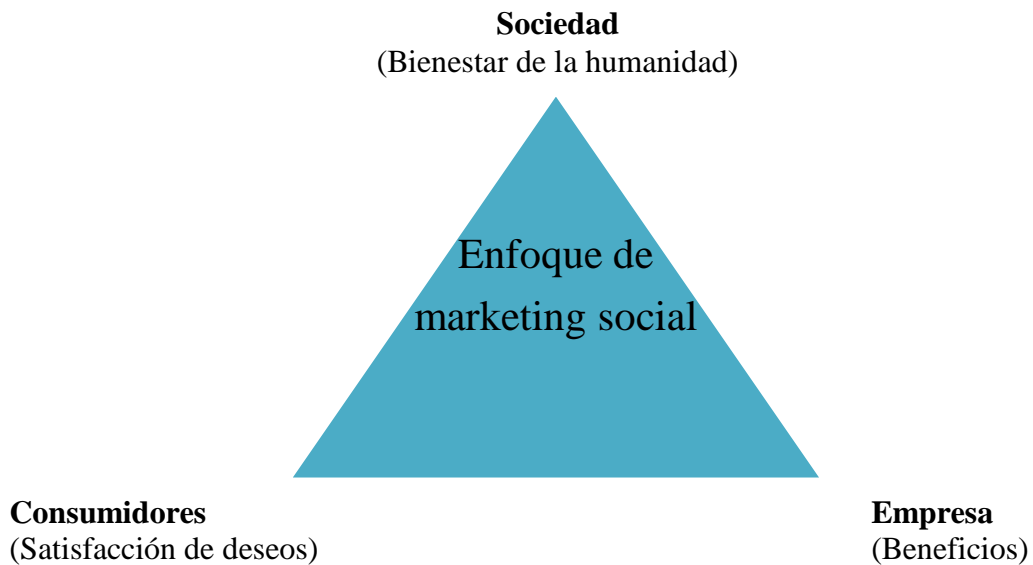 Sociedad
(Bienestar de la humanidad)
Enfoque de
marketing social
Consumidores
(Satisfacción de deseos)
Empresa
(Beneficios)